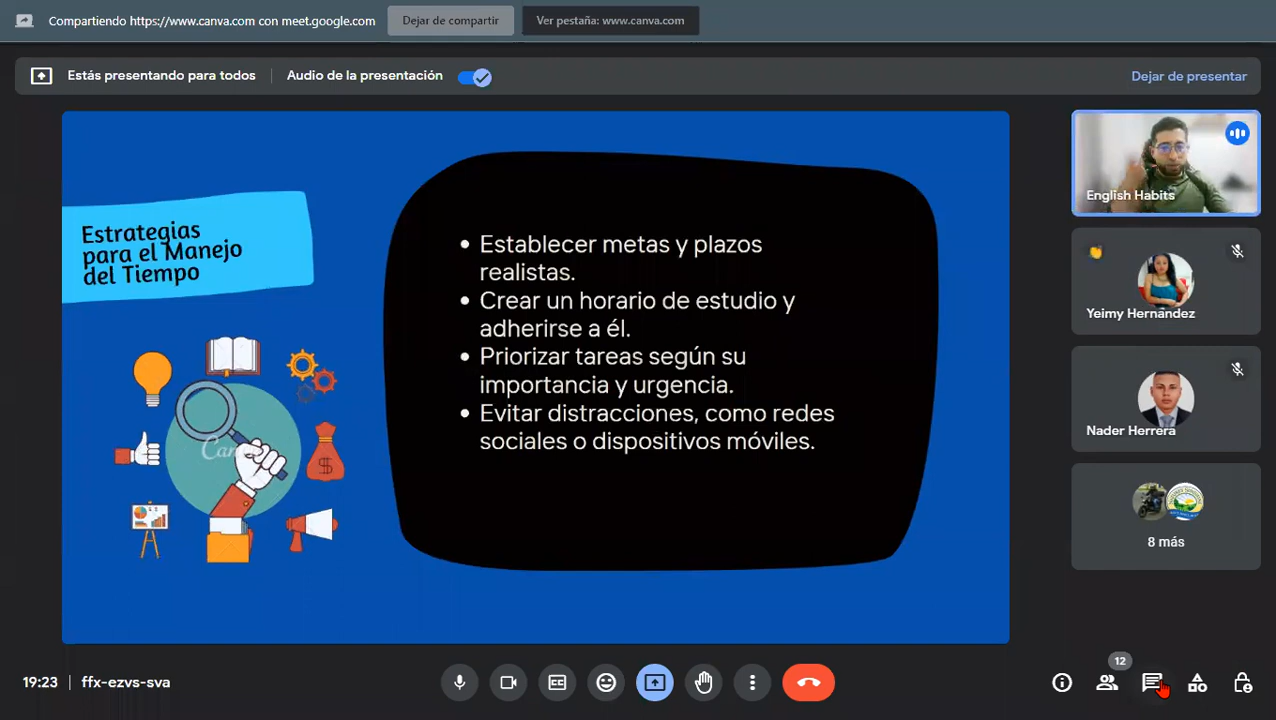 Compartiendo https://www.canva.com con meet.google.com
Dejar de compartir
Ver pestaña: www.canva.com
Estás presentando para todos
Audio de la presentación
Dejar de presentar
Estrategias
para el Manejo
del Tiempo
• Establecer metas y plazos
realistas.
• Crear un horario de estudio y
adherirse a él.
• Priorizar tareas según su
importancia y urgencia.
• Evitar distracciones, como redes
sociales o dispositivos móviles.
English Habits
Yeimy Hernández
Nader Herrera
8 más
19:23 | ffx-ezvs-sva
12